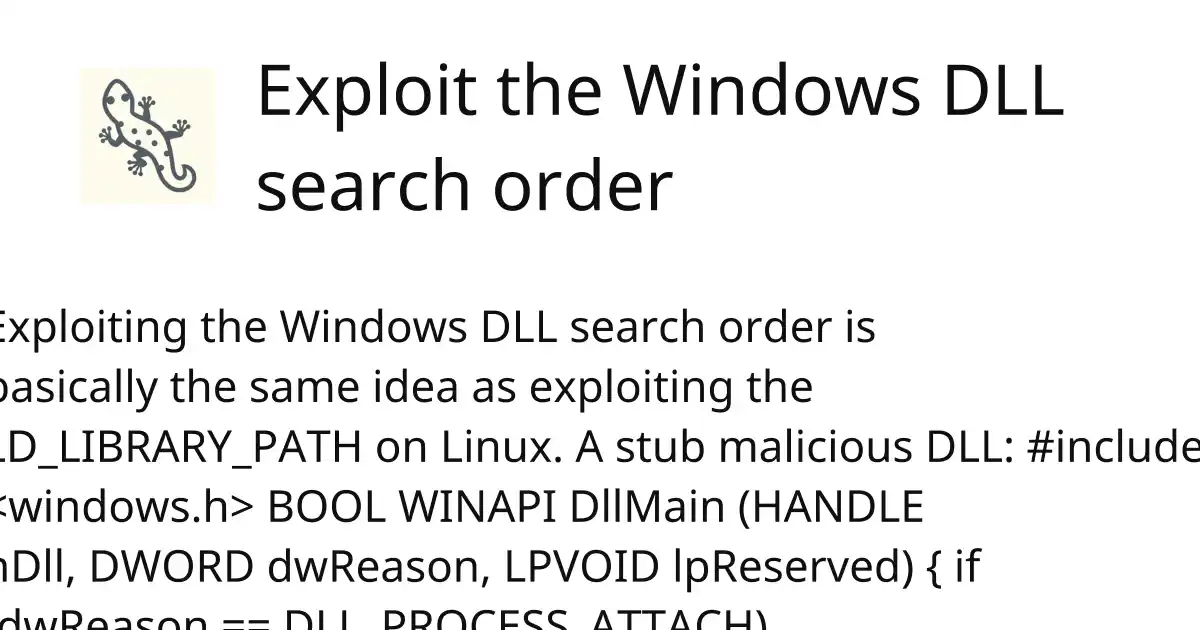 Exploit the Windows DLL
search order
Exploiting the Windows DLL search order is
basically the same idea as exploiting the
LD_LIBRARY_PATH on Linux. A stub malicious DLL: #include
<windows.h> BOOL WINAPI DllMain (HANDLE
hDll, DWORD dwReason, LPVOID lpReserved) { if
(dwReason == DLL_PROCESS_ATTACH)